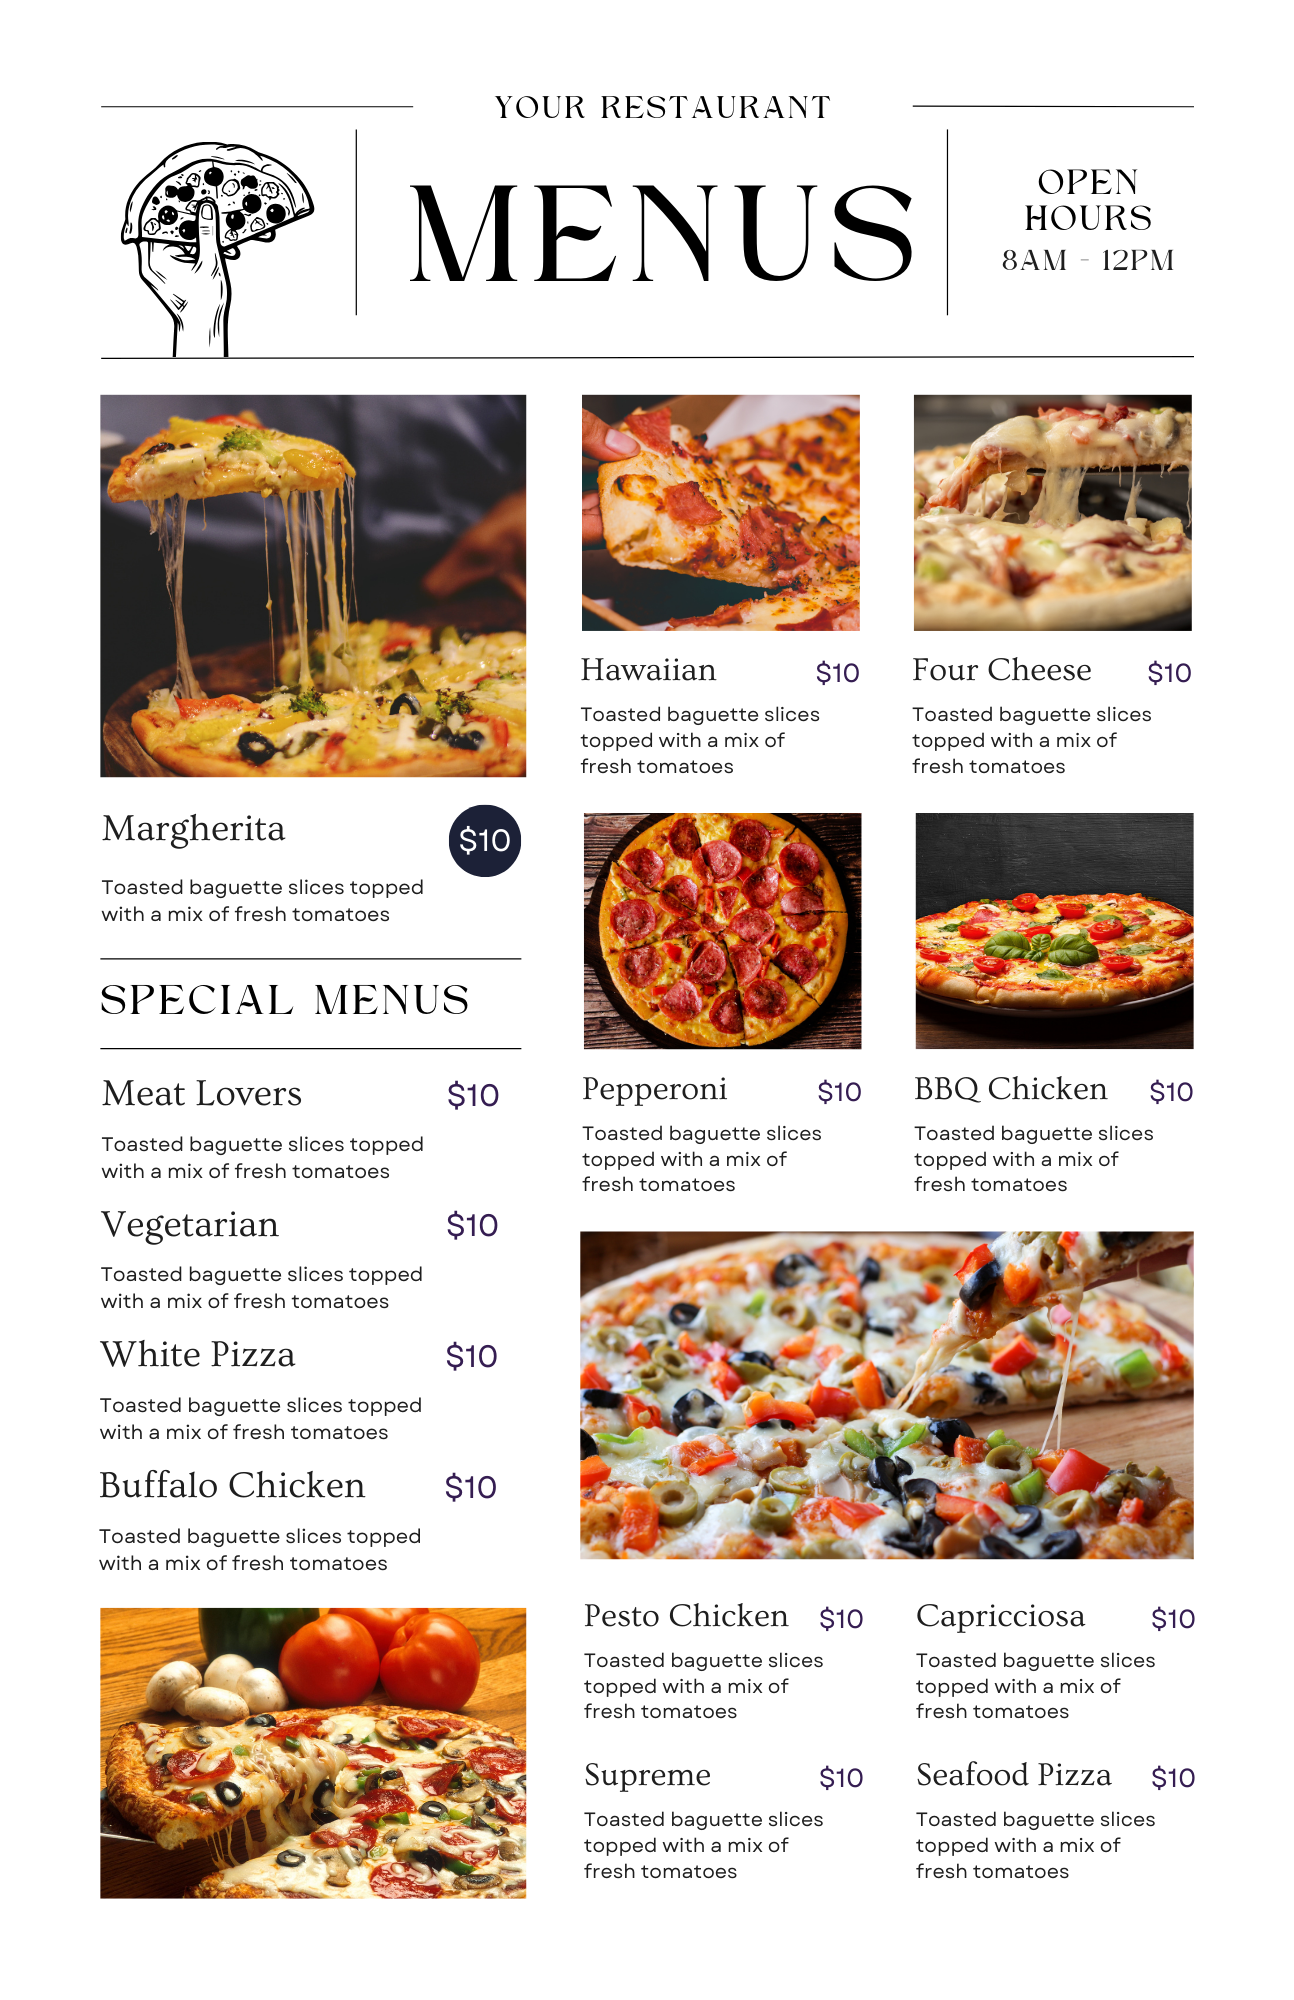 YOUR RESTAURANT
MENUS
OPEN
HOURS
8AM - 12PM
Margherita $10
Toasted baguette slices topped
with a mix of fresh tomatoes
SPECIAL MENUS
Meat Lovers $10
Toasted baguette slices topped
with a mix of fresh tomatoes
Vegetarian $10
Toasted baguette slices topped
with a mix of fresh tomatoes
White Pizza $10
Toasted baguette slices topped
with a mix of fresh tomatoes
Buffalo Chicken $10
Toasted baguette slices topped
with a mix of fresh tomatoes
Hawaiian $10
Toasted baguette slices
topped with a mix of
fresh tomatoes
Four Cheese $10
Toasted baguette slices
topped with a mix of
fresh tomatoes
Pepperoni $10
Toasted baguette slices
topped with a mix of
fresh tomatoes
BBQ Chicken $10
Toasted baguette slices
topped with a mix of
fresh tomatoes
Pesto Chicken $10
Toasted baguette slices
topped with a mix of
fresh tomatoes
Capricciosa $10
Toasted baguette slices
topped with a mix of
fresh tomatoes
Supreme $10
Toasted baguette slices
topped with a mix of
fresh tomatoes
Seafood Pizza $10
Toasted baguette slices
topped with a mix of
fresh tomatoes